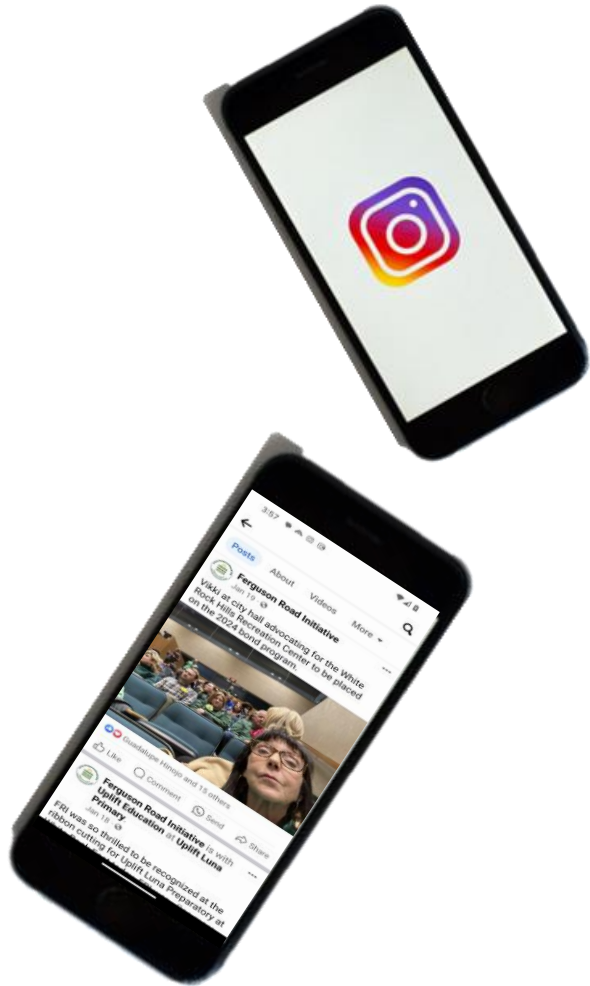 3:57
Posts
About
Videos
More
Ferguson Road Initiative
Jan 19
Vikki at city hall advocating for the White
Rock Hills Recreation Center to be placed
on the 2024 bond program.
Guadalupe Hinojo and 15 others
Like
Comment
Send
Share
Ferguson Road Initiative is with
Uplift Education at Uplift Luna
Primary
Jan 18
FRI was so thrilled to be recognized at the
ribbon cutting for Uplift Luna Preparatory at